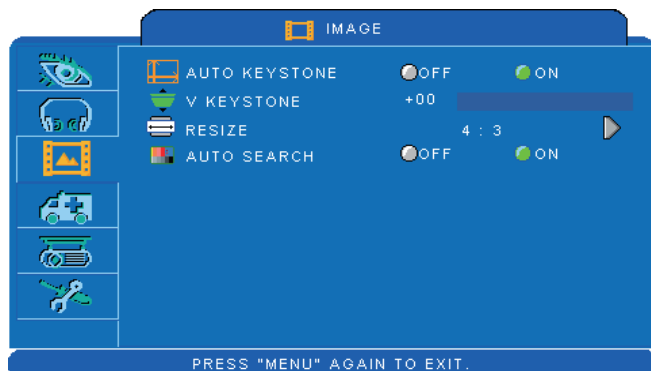 IMAGE
AUTO KEYSTONE OFF ON
V KEYSTONE +00
RESIZE 4 : 3
AUTO SEARCH OFF ON
PRESS "MENU" AGAIN TO EXIT.